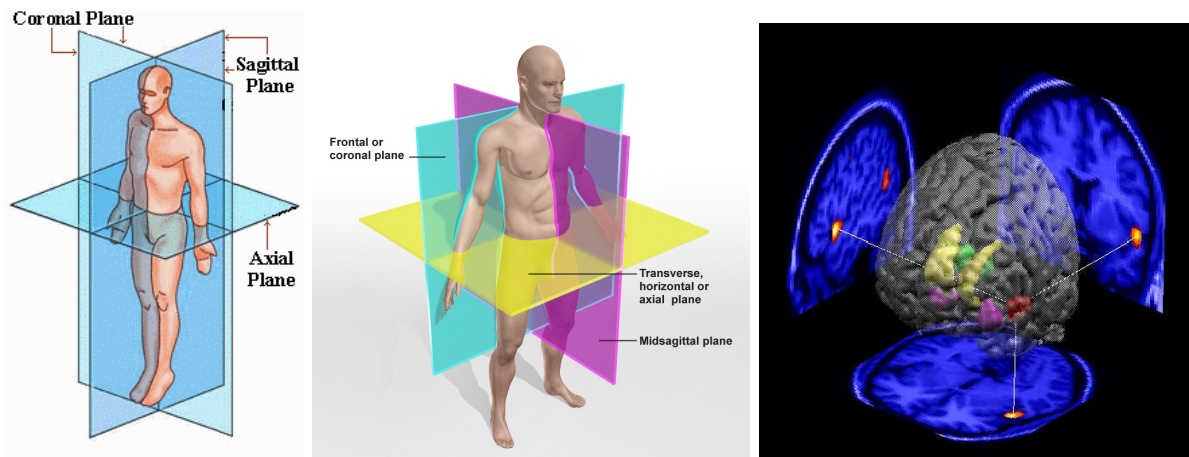 Coronal Plane
Sagittal
Plane
Axial
Plane
Frontal or
coronal plane
Transverse,
horizontal or
axial plane
Midsagittal plane